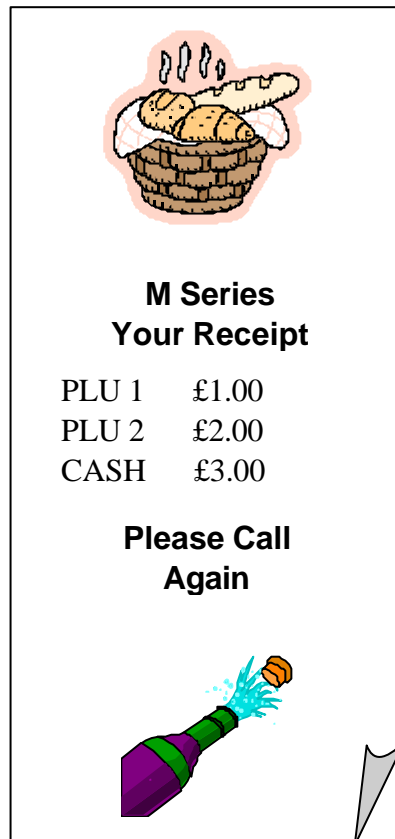 M Series
Your Receipt
PLU 1 £1.00
PLU 2 £2.00
CASH £3.00
Please Call
Again